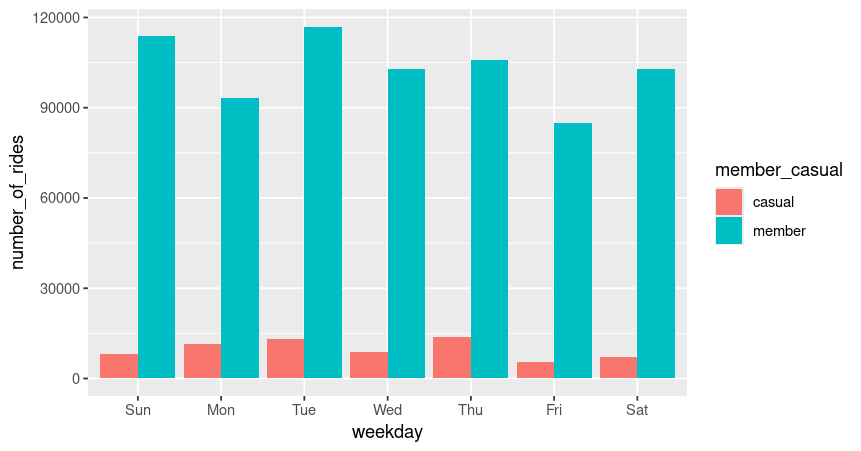 120000
90000
60000
30000
0
number_of_rides
Sun Mon Tue Wed Thu Fri Sat
weekday
member_casual
casual
member